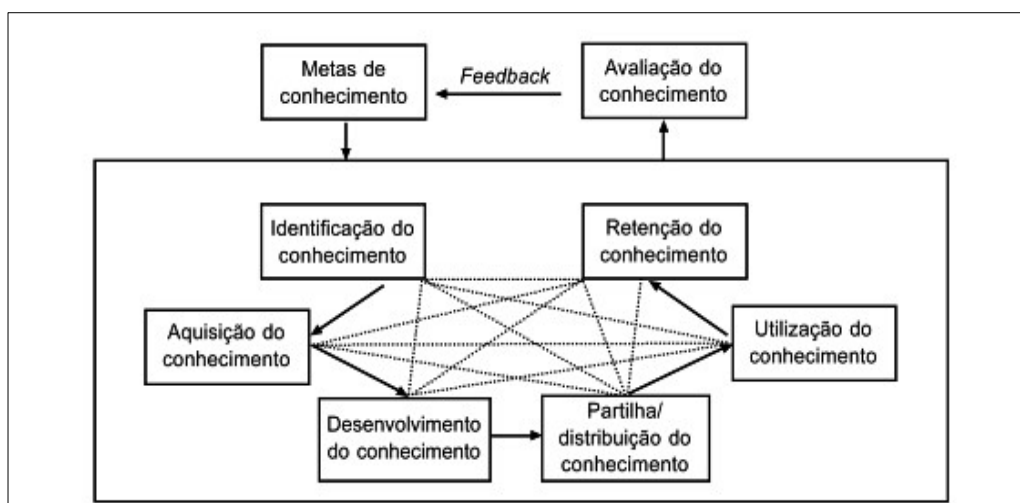 Metas de
conhecimento
Feedback
Avaliação do
conhecimento
Identificação do
conhecimento
Retenção do
conhecimento
Aquisição do
conhecimento
Utilização do
conhecimento
Desenvolvimento
do conhecimento
Partilha/
distribuição do
conhecimento